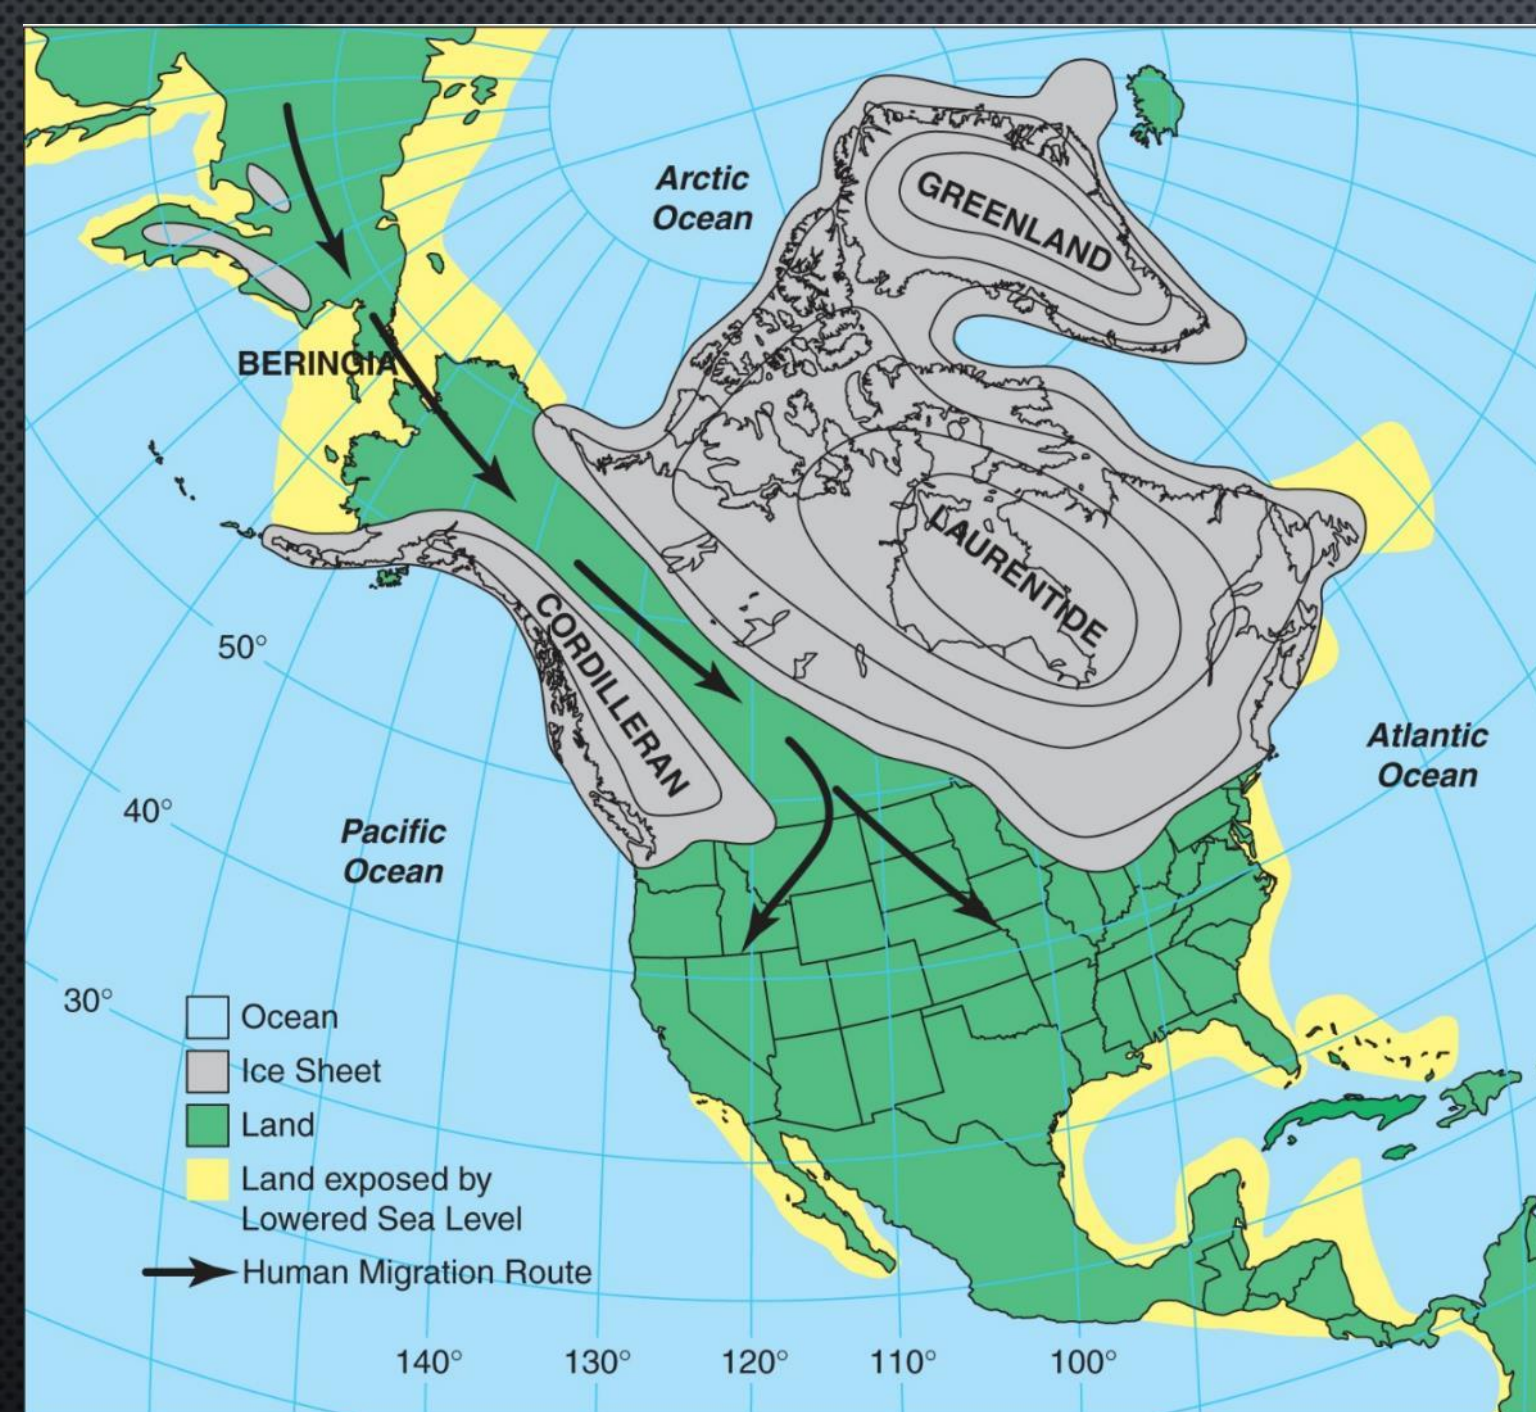 Arctic
Ocean
GREENLAND
BERINGIA
LAURENTIDE
CORDILLERAN
50°
40°
30°
Pacific
Ocean
Atlantic
Ocean
Ocean
Ice Sheet
Land
Land exposed by
Lowered Sea Level
Human Migration Route
140°
130°
120°
110°
100°